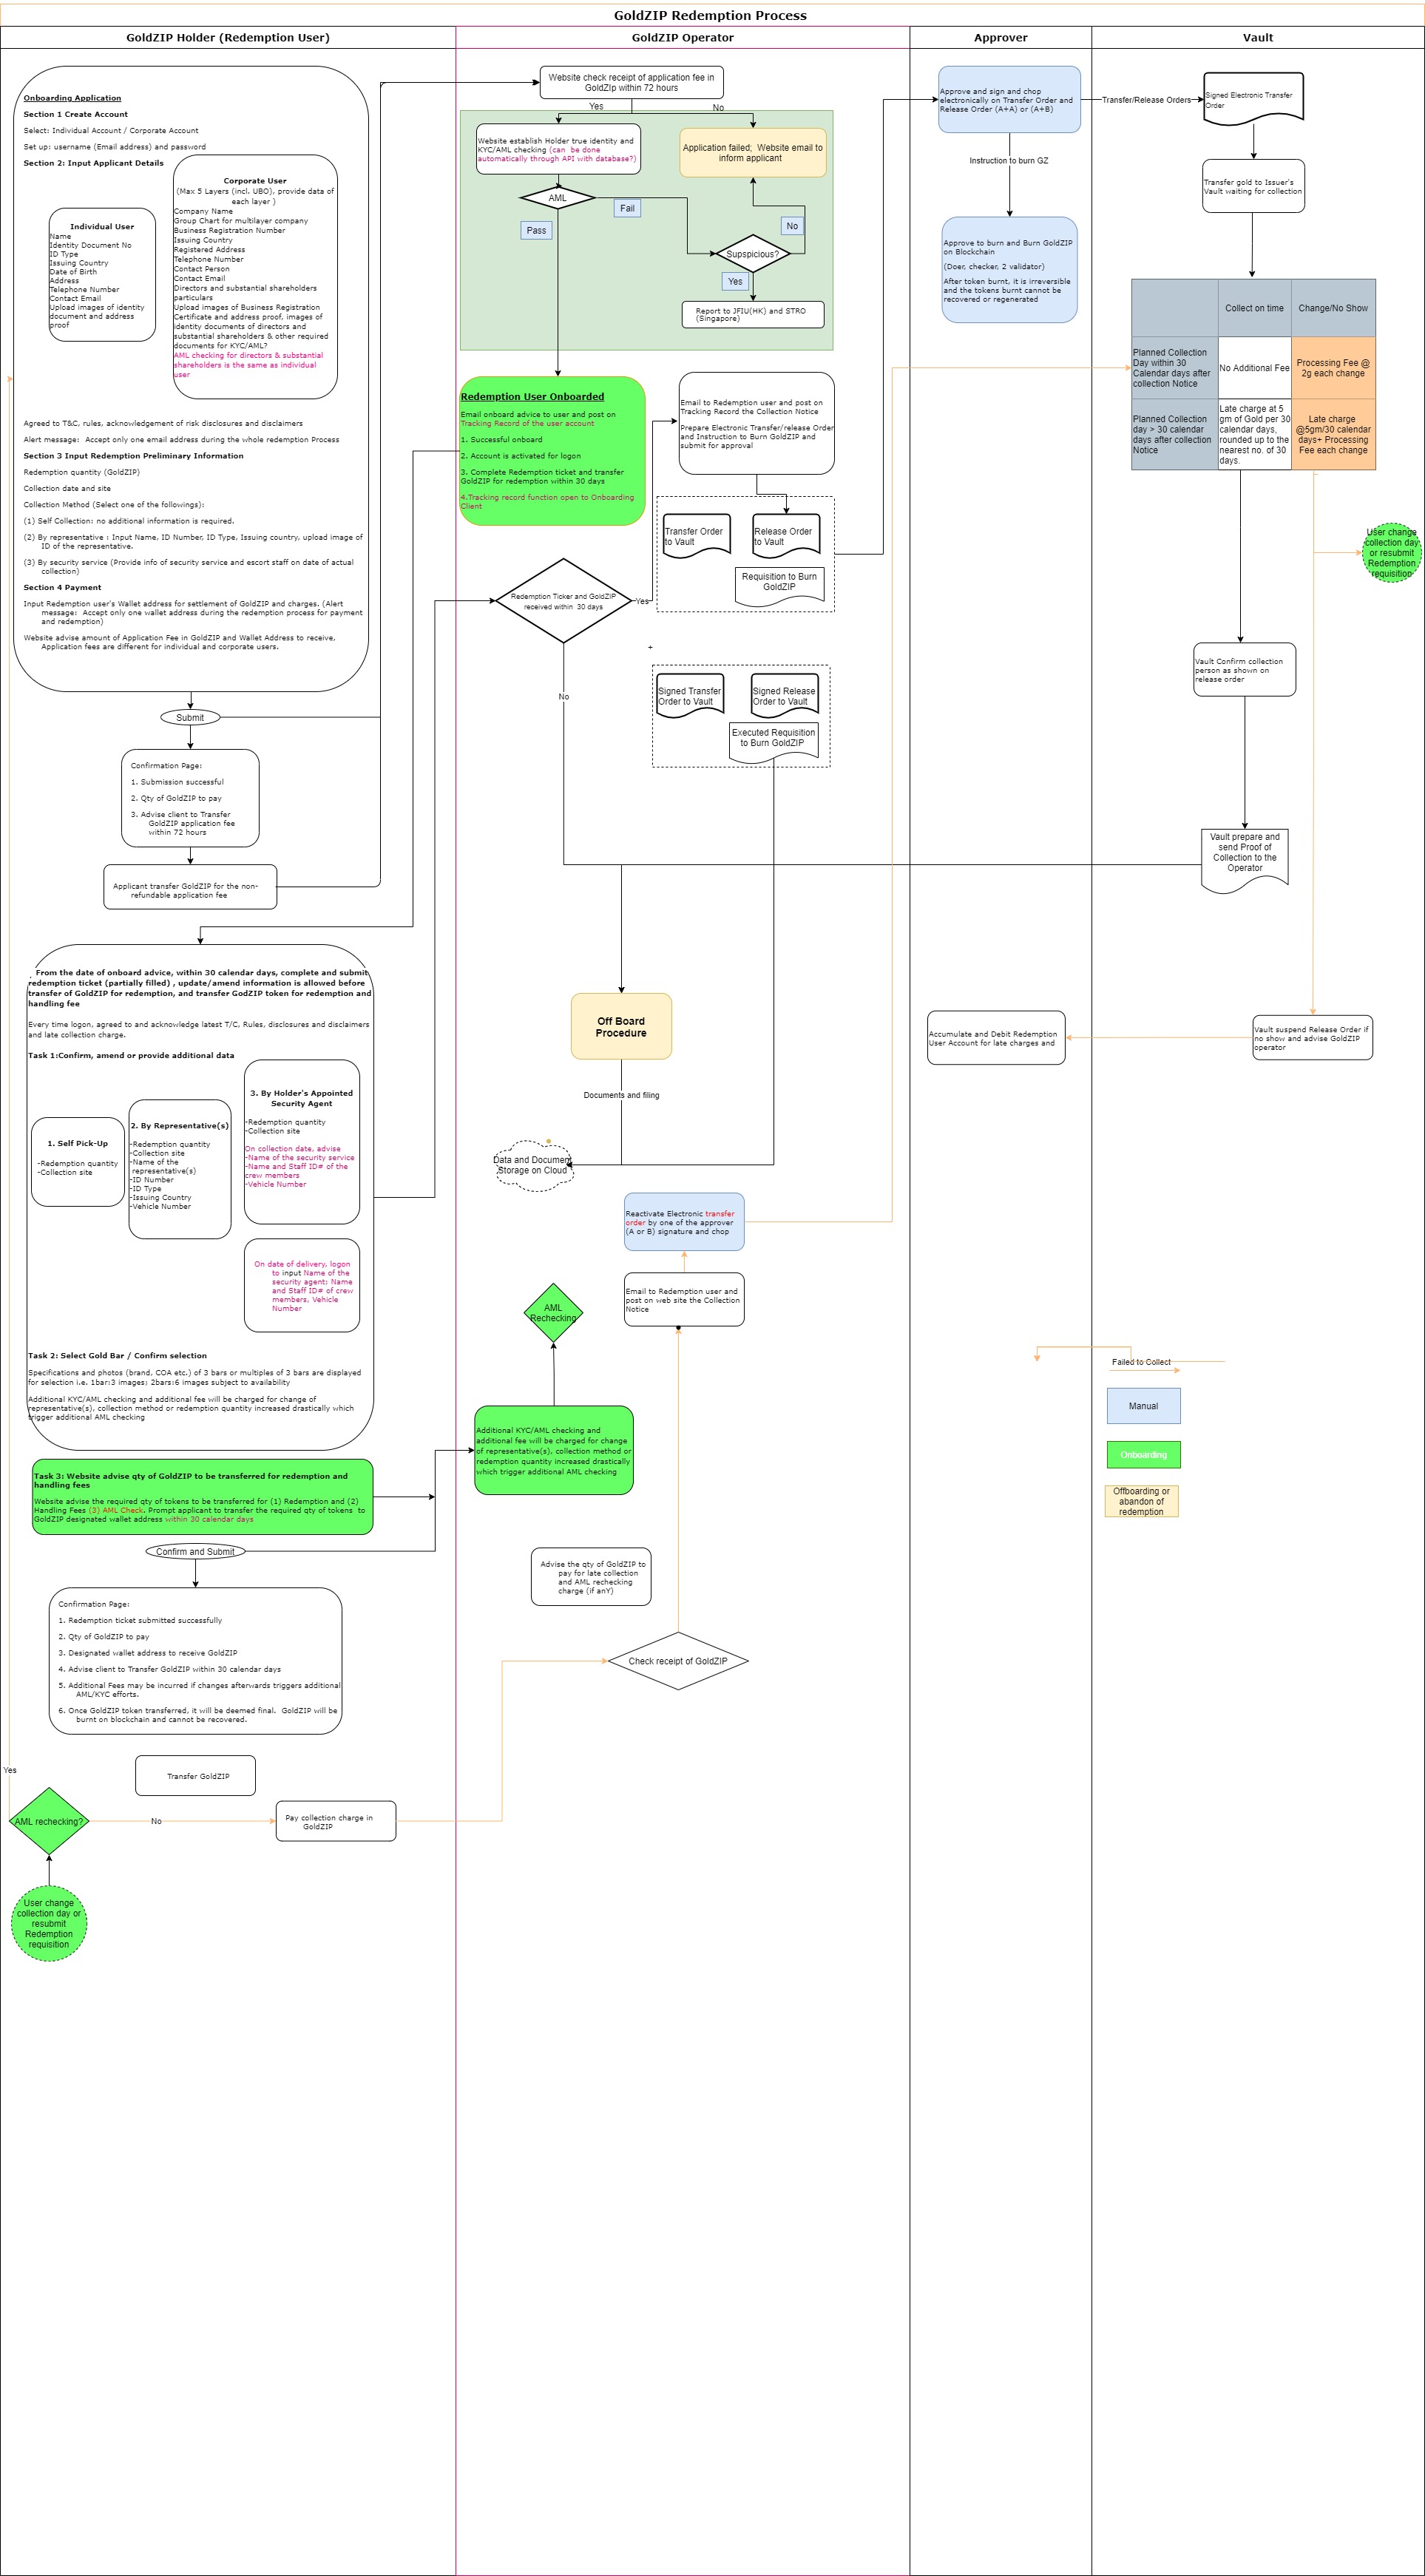 GoldZIP Redemption Process
GoldZIP Holder (Redemption User)
GoldZIP Operator
Approver
Vault
Onboarding Application
Section 1 Create Account
Select: Individual Account / Corporate Account
Set up: username (Email address) and password
Section 2: Input Applicant Details
Individual User
Name
Identity Document No
ID Type
Issuing Country
Date of Birth
Address
Telephone Number
Contact Email
Upload images of identity
document and address
proof
Corporate User
(Max 5 Layers (incl. UBO), provide data of
each layer )
Company Name
Group Chart for multilayer company
Business Registration Number
Issuing Country
Registered Address
Telephone Number
Contact Person
Contact Email
Directors and substantial shareholders
particulars
Upload images of Business Registration
Certificate and address proof, images of
identity documents of directors and
substantial shareholders & other required
documents for KYC/AML?
AML checking for directors & substantial
shareholders is the same as individual
user
Agreed to T&C, rules, acknowledgement of risk disclosures and disclaimers
Alert message:  Accept only one email address during the whole redemption Process
Section 3 Input Redemption Preliminary Information
Redemption quantity (GoldZIP)
Collection date and site
Collection Method (Select one of the followings):
(1) Self Collection: no additional information is required.
(2) By representative : Input Name, ID Number, ID Type, Issuing country, upload image of
ID of the representative.
(3) By security service (Provide info of security service and escort staff on date of actual
collection)
Section 4 Payment
Input Redemption user's Wallet address for settlement of GoldZIP and charges. (Alert
message:  Accept only one wallet address during the redemption process for payment
and redemption)
Website advise amount of Application Fee in GoldZIP and Wallet Address to receive,
Application fees are different for individual and corporate users.
Submit
Confirmation Page:
1. Submission successful
2. Qty of GoldZIP to pay
3. Advise client to Transfer
GoldZIP application fee
within 72 hours
Applicant transfer GoldZIP for the non-
refundable application fee
From the date of onboard advice, within 30 calendar days, complete and submit
redemption ticket (partially filled) , update/amend information is allowed before
transfer of GoldZIP for redemption, and transfer GodZIP token for redemption and
handling fee
Every time logon, agreed to and acknowledge latest T/C, Rules, disclosures and disclaimers
and late collection charge.
Task 1:Confirm, amend or provide additional data
1. Self Pick-Up
-Redemption quantity
-Collection site
2. By Representative(s)
-Redemption quantity
-Collection site
-Name of the
representative(s)
-ID Number
-ID Type
-Issuing Country
-Vehicle Number
3. By Holder's Appointed
Security Agent
-Redemption quantity
-Collection site
On collection date, advise
-Name of the security service
-Name and Staff ID# of the
crew members
-Vehicle Number
On date of delivery, logon
to input Name of the
security agent; Name
and Staff ID# of crew
members, Vehicle
Number
Task 2: Select Gold Bar / Confirm selection
Specifications and photos (brand, COA etc.) of 3 bars or multiples of 3 bars are displayed
for selection i.e. 1bar:3 images; 2bars:6 images subject to availability
Additional KYC/AML checking and additional fee will be charged for change of
representative(s), collection method or redemption quantity increased drastically which
trigger additional AML checking
Task 3: Website advise qty of GoldZIP to be transferred for redemption and
handling fees
Website advise the required qty of tokens to be transferred for (1) Redemption and (2)
Handling Fees (3) AML Check. Prompt applicant to transfer the required qty of tokens  to
GoldZIP designated wallet address within 30 calendar days
Confirm and Submit
Confirmation Page:
1. Redemption ticket submitted successfully
2. Qty of GoldZIP to pay
3. Designated wallet address to receive GoldZIP
4. Advise client to Transfer GoldZIP within 30 calendar days
5. Additional Fees may be incurred if changes afterwards triggers additional
AML/KYC efforts.
6. Once GoldZIP token transferred, it will be deemed final.  GoldZIP will be
burnt on blockchain and cannot be recovered.
Transfer GoldZIP
Yes
AML rechecking?
No
Pay collection charge in
GoldZIP
User change
collection day or
resubmit
Redemption
requisition
Website check receipt of application fee in
GoldZIp within 72 hours
Yes
No
Website establish Holder true identity and
KYC/AML checking (can  be done
automatically through API with database?)
Application failed;  Website email to
inform applicant
AML
Fail
Pass
No
Supspicious?
Yes
Report to JFIU(HK) and STRO
(Singapore)
Redemption User Onboarded
Email onboard advice to user and post on
Tracking Record of the user account
1. Successful onboard
2. Account is activated for logon
3. Complete Redemption ticket and transfer
GoldZIP for redemption within 30 days
4.Tracking record function open to Onboarding
Client
Email to Redemption user and post on
Tracking Record the Collection Notice
Prepare Electronic Transfer/release Order
and Instruction to Burn GoldZIP and
submit for approval
Transfer Order
to Vault
Release Order
to Vault
Requisition to Burn
GoldZIP
Redemption Ticker and GoldZIP
received within  30 days
Yes
No
+
Signed Transfer
Order to Vault
Signed Release
Order to Vault
Executed Requisition
to Burn GoldZIP
Off Board
Procedure
Documents and filing
Data and Document
Storage on Cloud
Reactivate Electronic transfer
order by one of the approver
(A or B) signature and chop
Email to Redemption user and
post on web site the Collection
Notice
AML
Rechecking
Additional KYC/AML checking and
additional fee will be charged for change
of representative(s), collection method or
redemption quantity increased drastically
which trigger additional AML checking
Advise the qty of GoldZIP to
pay for late collection
and AML rechecking
charge (if anY)
Check receipt of GoldZIP
Approve and sign and chop
electronically on Transfer Order and
Release Order (A+A) or (A+B)
Transfer/Release Orders
Instruction to burn GZ
Approve to burn and Burn GoldZIP
on Blockchain
(Doer, checker, 2 validator)
After token burnt, it is irreversible
and the tokens burnt cannot be
recovered or regenerated
Accumulate and Debit Redemption
User Account for late charges and
Signed Electronic Transfer
Order
Transfer gold to Issuer's
Vault waiting for collection
Collect on time
Change/No Show
Planned Collection
Day within 30
Calendar days after
collection Notice
No Additional Fee
Processing Fee @
2g each change
Planned Collection
day > 30 calendar
days after collection
Notice
Late charge at 5
gm of Gold per 30
calendar days,
rounded up to the
nearest no. of 30
days.
Late charge
@5gm/30 calendar
days+ Processing
Fee each change
User change
collection day
or resubmit
Redemption
requisition
Vault Confirm collection
person as shown on
release order
Vault prepare and
send Proof of
Collection to the
Operator
Vault suspend Release Order if
no show and advise GoldZIP
operator
Failed to Collect
Manual
Onboarding
Offboarding or
abandon of
redemption